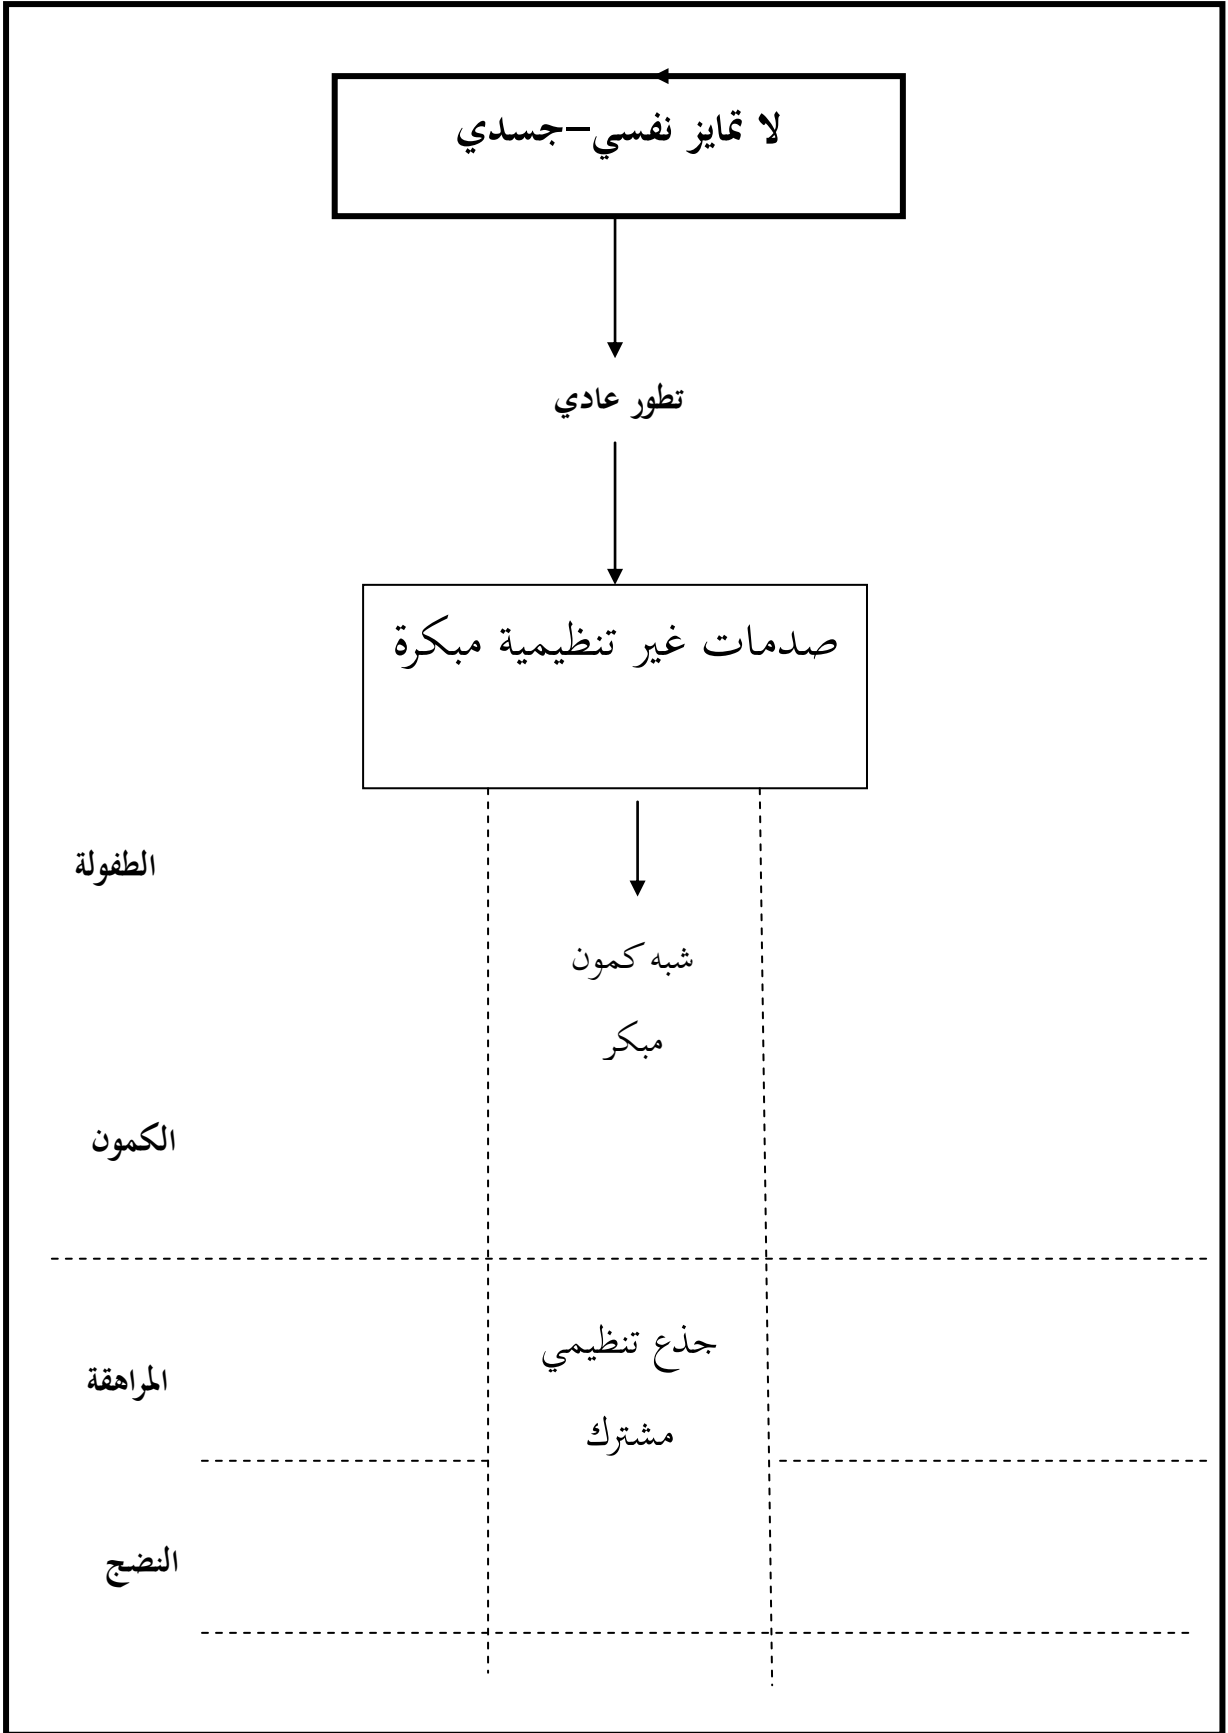 لا تمايز نفسي–جسدي
تطور عادي
صدمات غير تنظيمية مبكرة
الطفولة
شبه كمون
مبكر
الكمون
جذع تنظيمي
المراهقة
مشترك
النضج